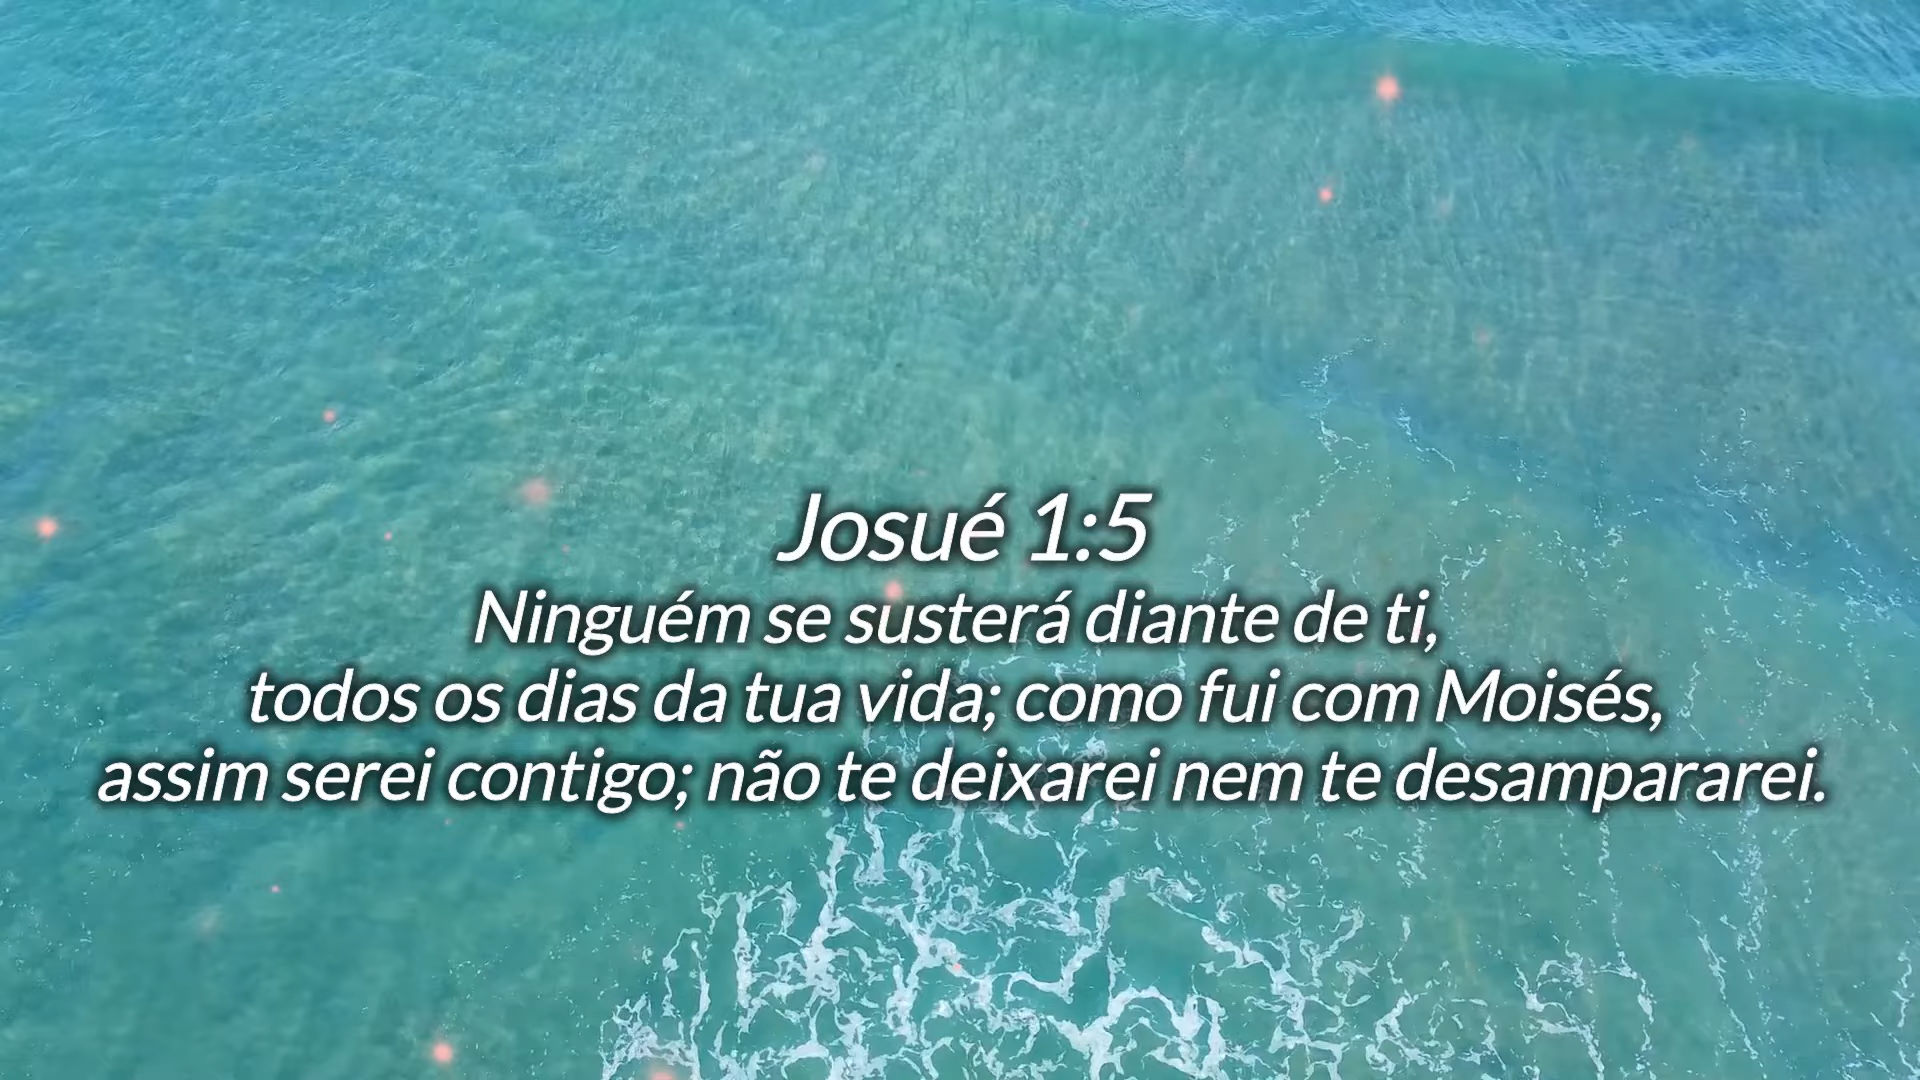 Josué 1:5
Ninguém se susterá diante de ti,
todos os dias da tua vida; como fui com Moisés,
assim serei contigo; não te deixarei nem te desampararei.